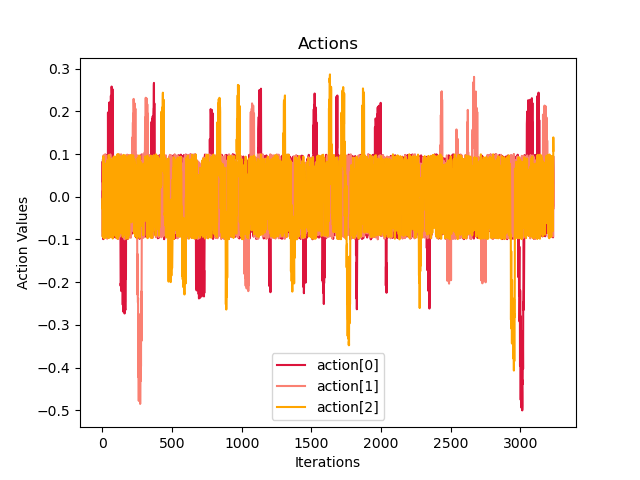 Actions
0.3
0.2
0.1
0.0
−0.1
−0.2
−0.3
−0.4
−0.5
Action Values
action[0]
action[1]
action[2]
0 500 1000 1500 2000 2500 3000
Iterations